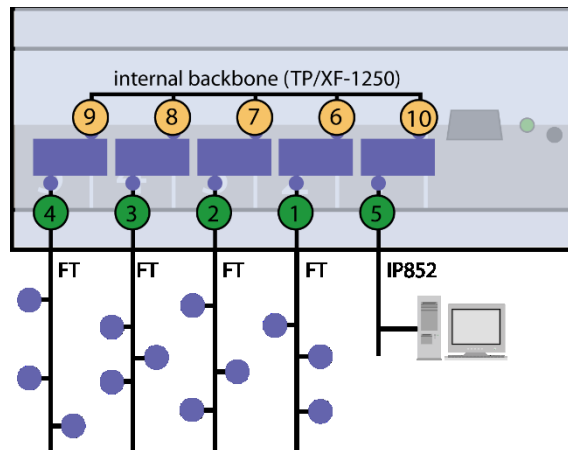 internal backbone (TP/XF-1250)
9 8 7 6 10
4 3 2 1 5
FT FT FT FT IP852